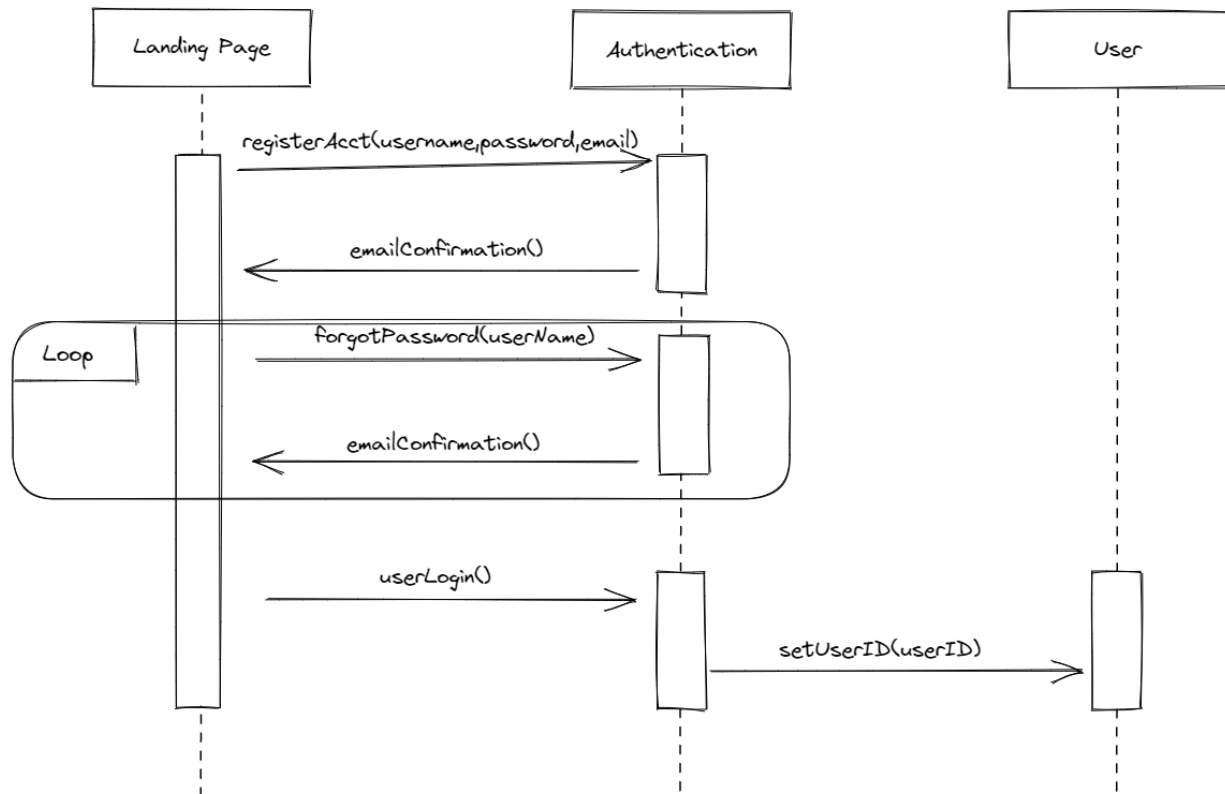 Landing Page
Authentication
User
registerAcct(username,password,email)
emailConfirmation()
Loop
forgotPassword(userName)
emailConfirmation()
userLogin()
setUserID(userID)